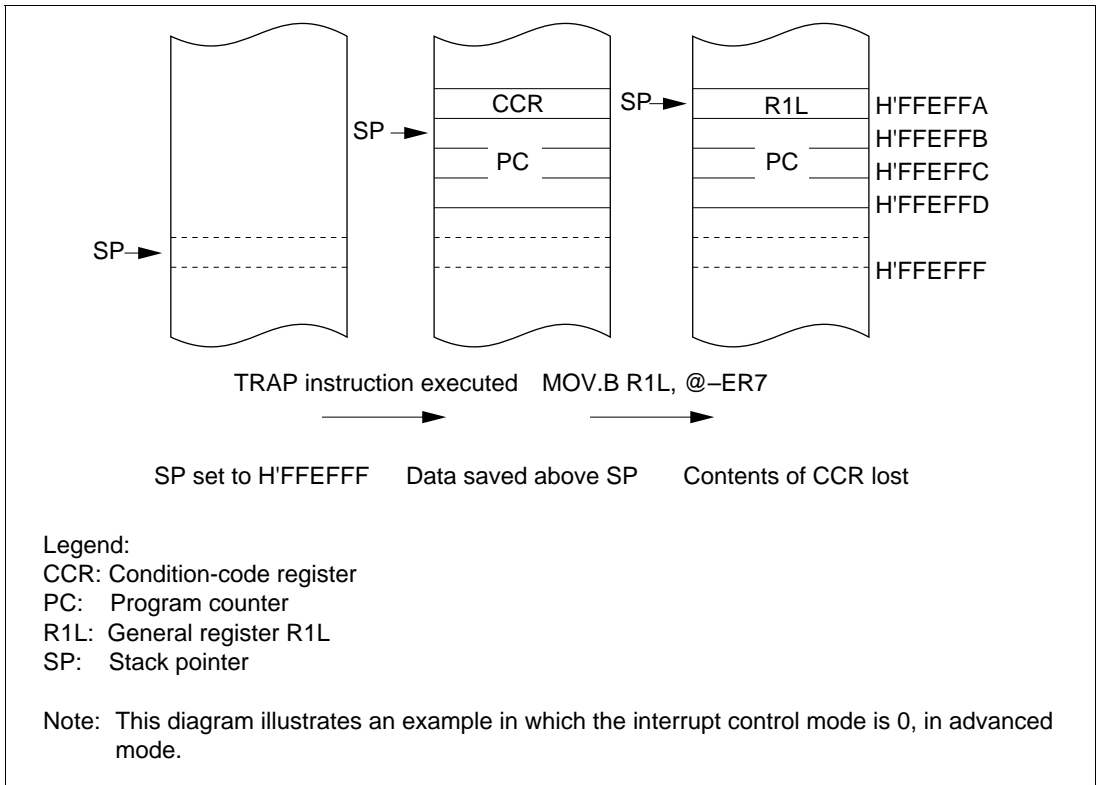 CCR SP R1L H'FFEFFA
SP H'FFEFFB
PC PC H'FFEFFC
H'FFEFFD
SP
H'FFEFFF
TRAP instruction executed MOV.B R1L, @–ER7
SP set to H'FFEFFF Data saved above SP Contents of CCR lost
Legend:
CCR: Condition-code register
PC: Program counter
R1L: General register R1L
SP: Stack pointer
Note: This diagram illustrates an example in which the interrupt control mode is 0, in advanced
mode.